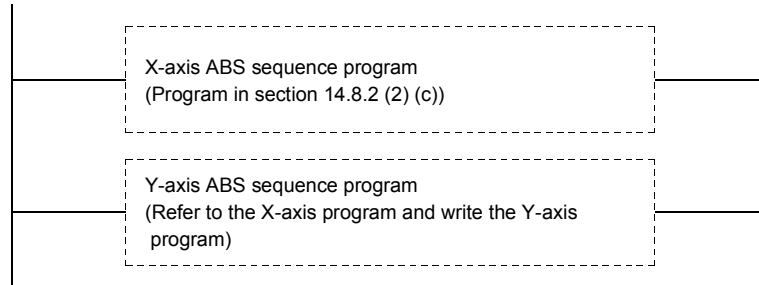 X-axis ABS sequence program
(Program in section 14.8.2 (2) (c))
Y-axis ABS sequence program
(Refer to the X-axis program and write the Y-axis
program)